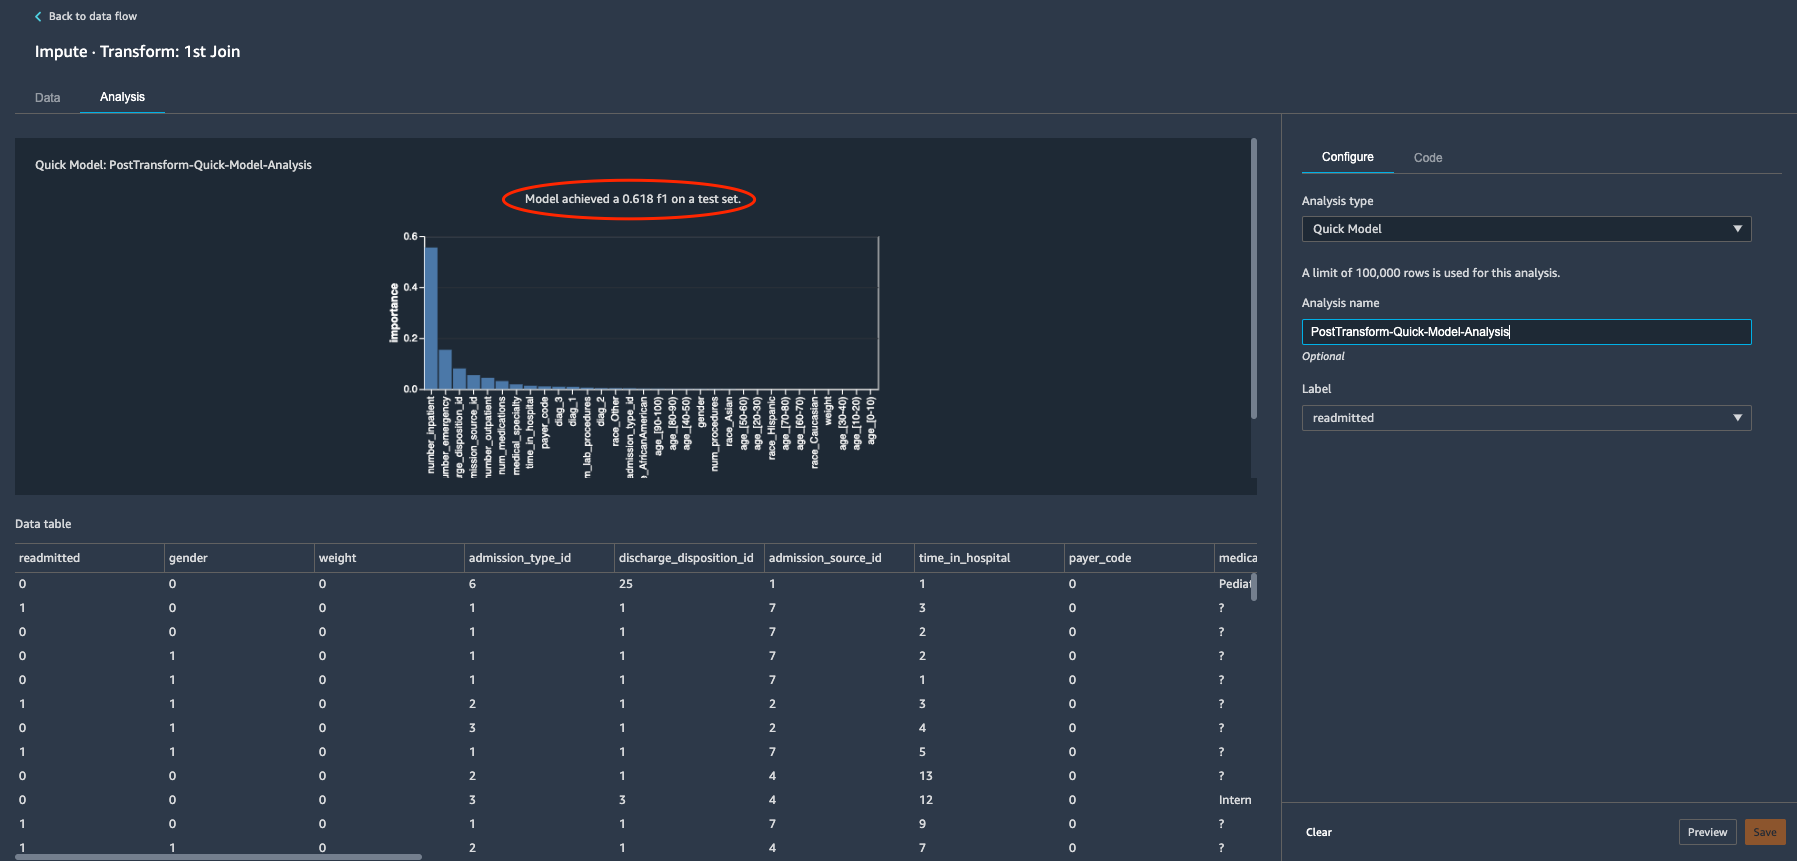 Back to data flow
Impute · Transform: 1st Join
Data Analysis
Quick Model: PostTransform-Quick-Model-Analysis
Model achieved a 0.618 f1 on a test set.
0.6
0.4
0.2
0.0
importance
number_inpatient
umber_emergency
rge_disposition_id
mission_source_id
number_outpatient
num_medications
medical_specialty
time_in_hospital
payer_code
diag_3
diag_1
m_lab_procedures
diag_2
race_Other
admission_type_id
e_AfricanAmerican
age_[90-100)
age_[80-90)
age_[40-50)
gender
num_procedures
race_Asian
age_[50-60)
age_[20-30)
race_Hispanic
age_[70-80)
age_[60-70)
race_Caucasian
weight
age_[30-40)
age_[10-20)
age_[0-10)
Data table
readmitted gender weight admission_type_id discharge_disposition_id admission_source_id time_in_hospital payer_code medica
0 0 0 6 25 1 1 0 Pediat
1 0 0 1 1 7 3 0 ?
0 0 0 1 1 7 2 0 ?
0 1 0 1 1 7 2 0 ?
0 1 0 1 1 7 1 0 ?
1 1 0 2 1 2 3 0 ?
0 1 0 3 1 2 4 0 ?
1 1 0 1 1 7 5 0 ?
0 0 0 2 1 4 13 0 ?
0 0 0 3 3 4 12 0 Intern
1 0 0 1 1 7 9 0 ?
1 1 0 2 1 4 7 0 ?
Configure Code
Analysis type
Quick Model
A limit of 100,000 rows is used for this analysis.
Analysis name
PostTransform-Quick-Model-Analysis
Optional
Label
readmitted
Clear Preview Save